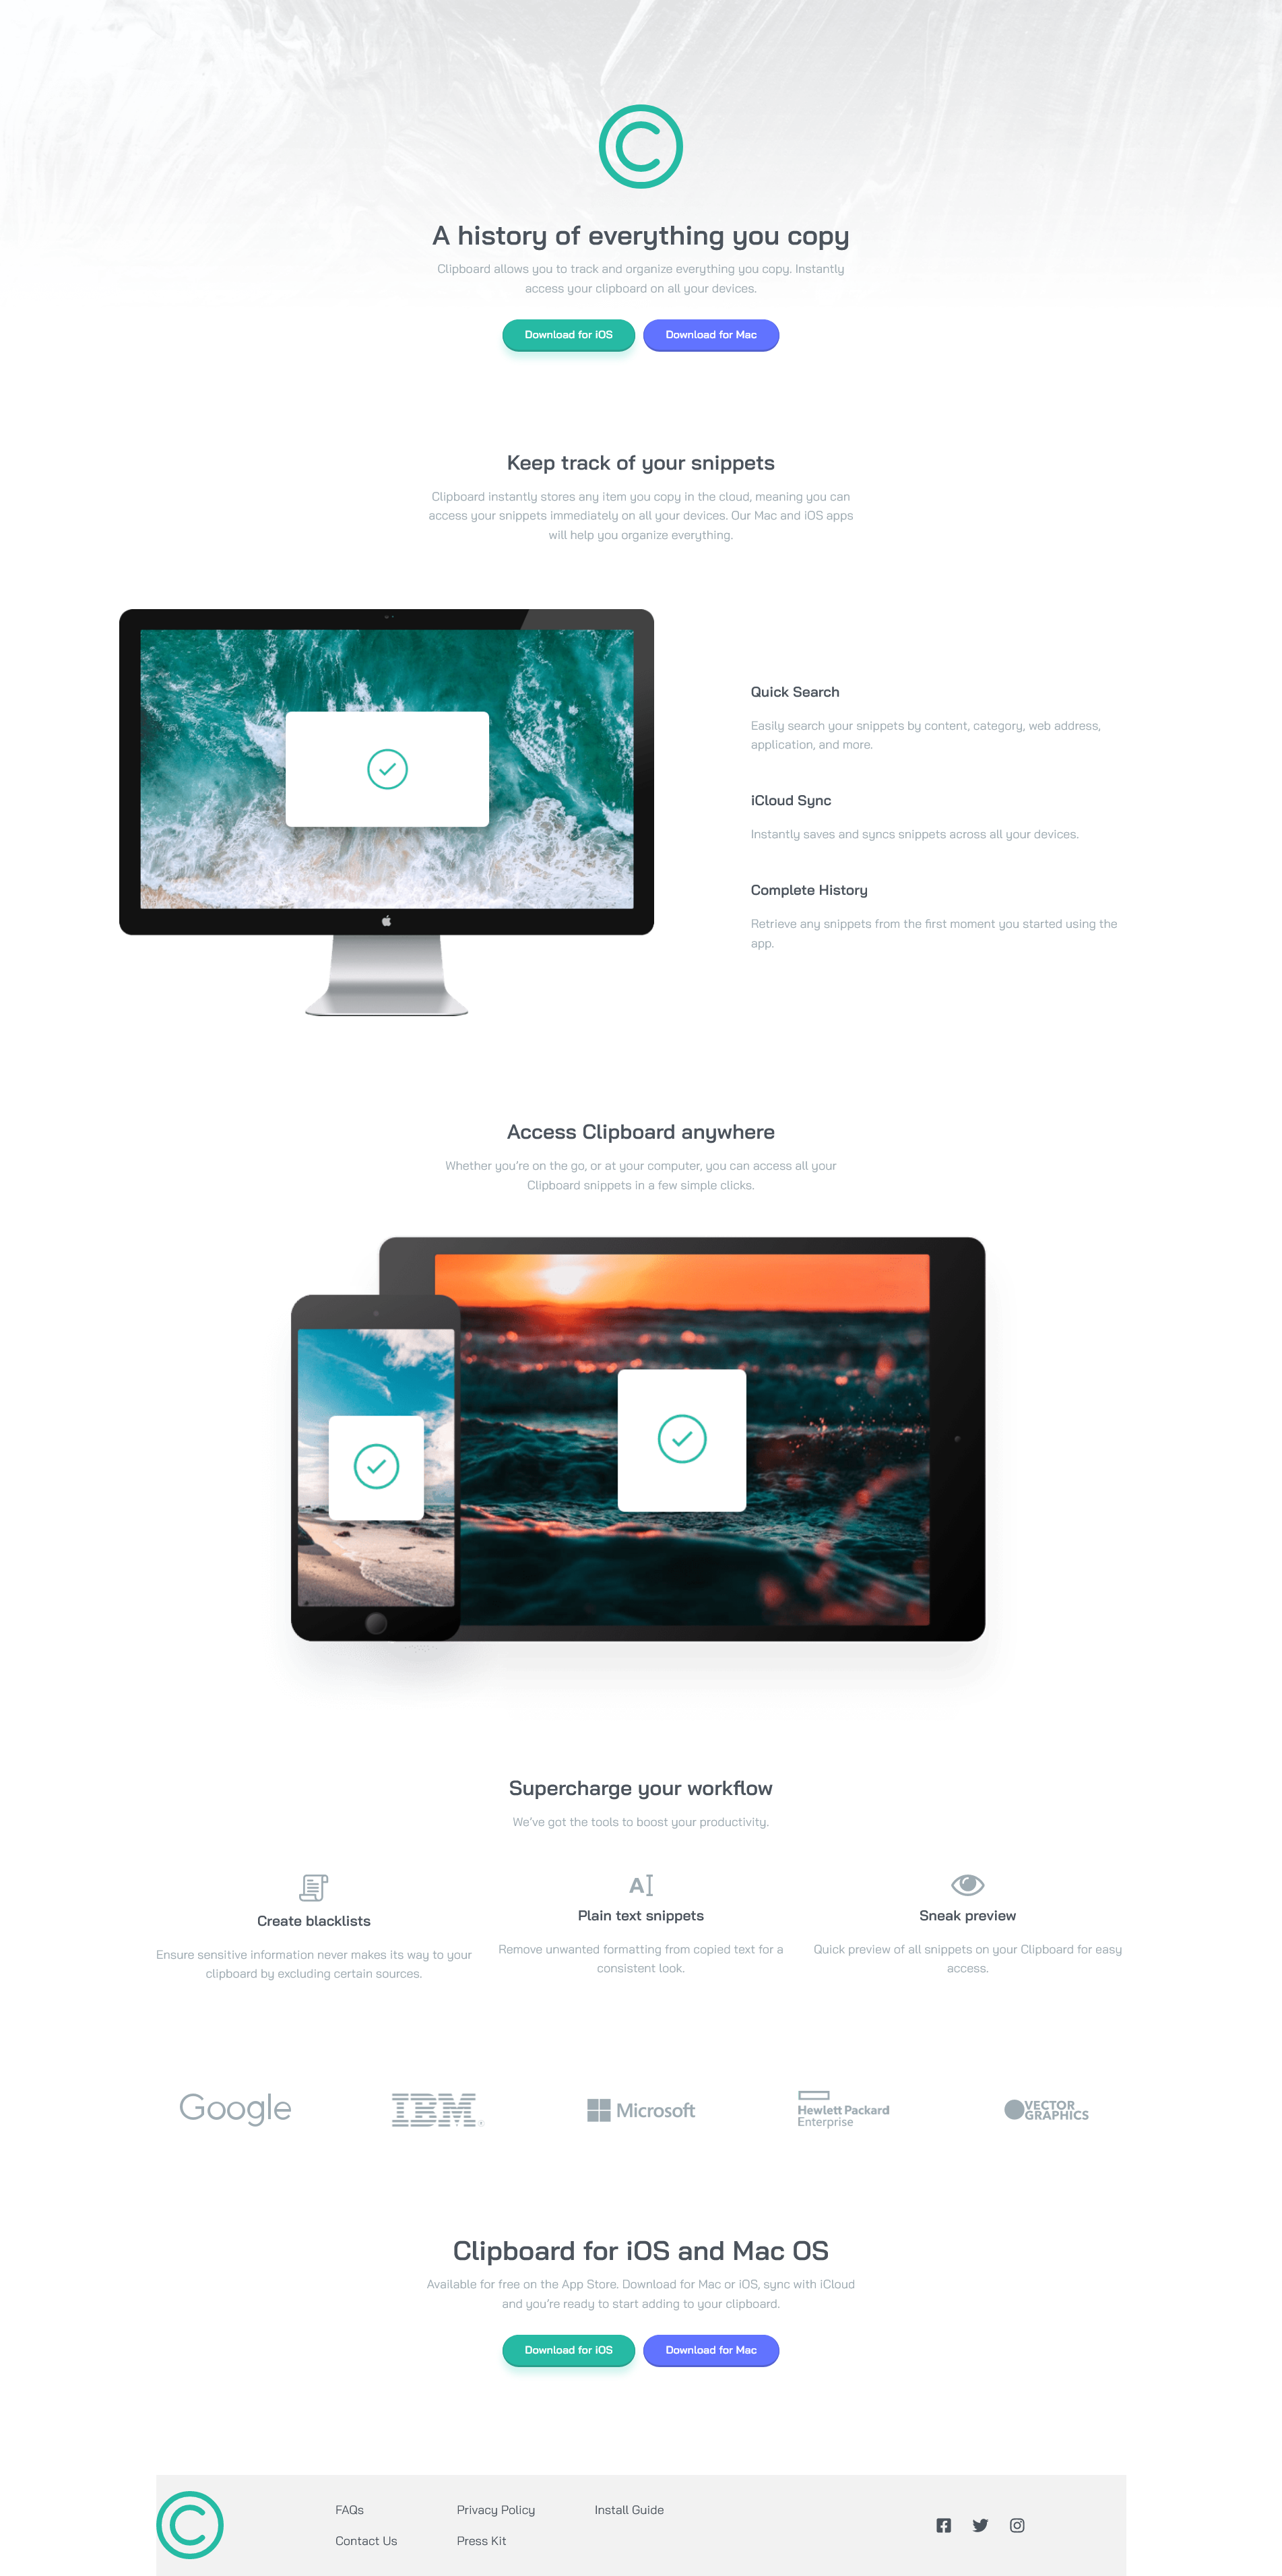 A history of everything you copy
Clipboard allows you to track and organize everything you copy. Instantly
access your clipboard on all your devices.
Download for iOS
Download for Mac
Keep track of your snippets
Clipboard instantly stores any item you copy in the cloud, meaning you can
access your snippets immediately on all your devices. Our Mac and iOS apps
will help you organize everything.
Quick Search
Easily search your snippets by content, category, web address,
application, and more.
iCloud Sync
Instantly saves and syncs snippets across all your devices.
Complete History
Retrieve any snippets from the first moment you started using the
app.
Access Clipboard anywhere
Whether you’re on the go, or at your computer, you can access all your
Clipboard snippets in a few simple clicks.
Supercharge your workflow
We’ve got the tools to boost your productivity.
Create blacklists
Ensure sensitive information never makes its way to your
clipboard by excluding certain sources.
A
Plain text snippets
Remove unwanted formatting from copied text for a
consistent look.
Sneak preview
Quick preview of all snippets on your Clipboard for easy
access.
Google
IBM
Microsoft
Hewlett Packard
Enterprise
VECTOR
GRAPHICS
Clipboard for iOS and Mac OS
Available for free on the App Store. Download for Mac or iOS, sync with iCloud
and you’re ready to start adding to your clipboard.
Download for iOS
Download for Mac
FAQs
Contact Us
Privacy Policy
Press Kit
Install Guide